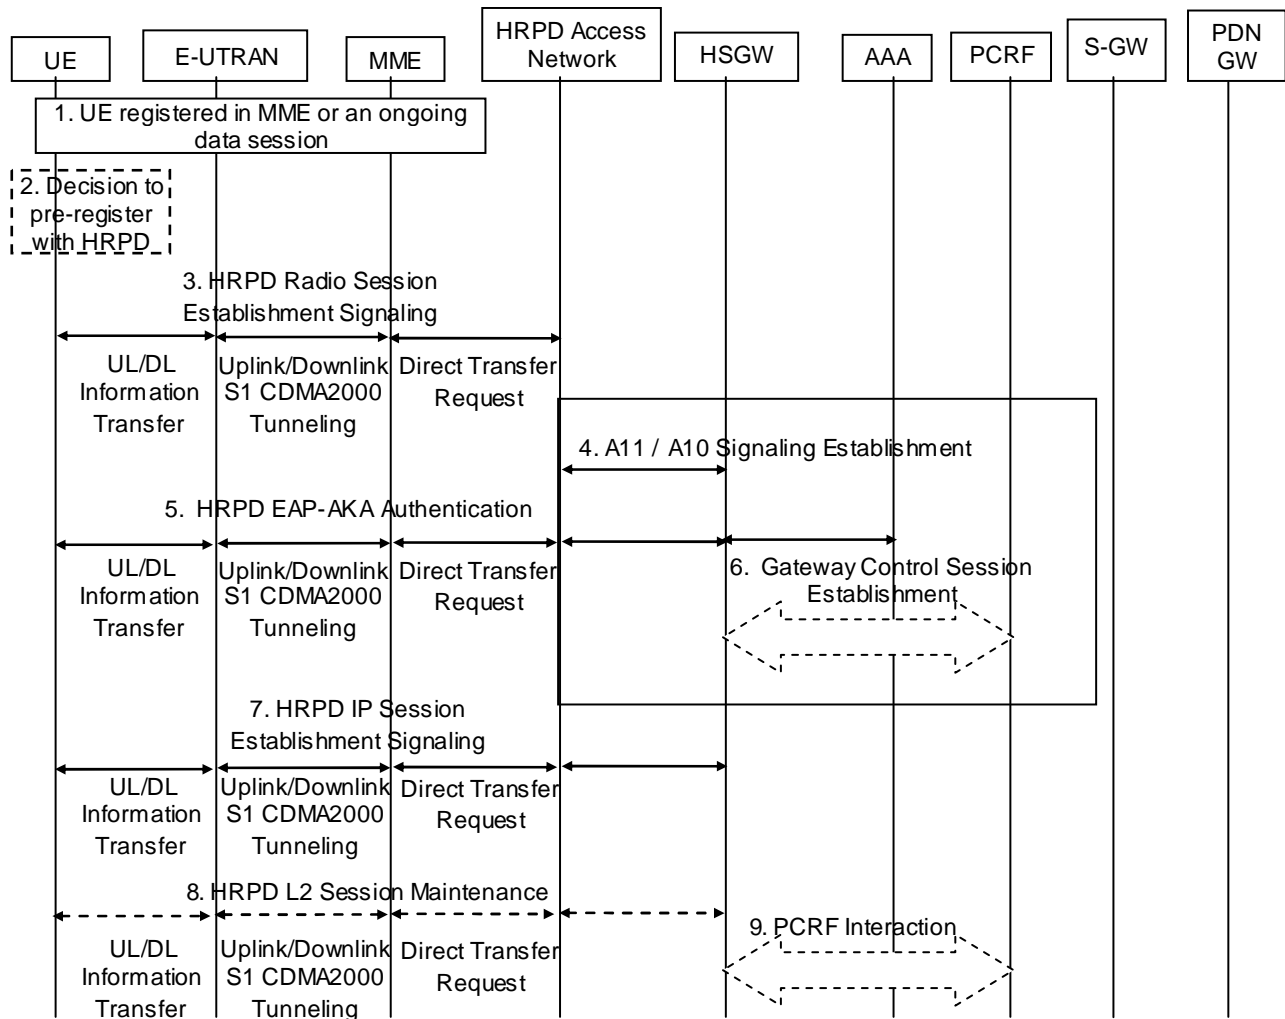 UE
E-UTRAN
MME
HRPD Access
Network
HSGW
AAA
PCRF
S-GW
PDN
GW
1. UE registered in MME or an ongoing
data session
2. Decision to
pre-register
with HRPD
3. HRPD Radio Session
Establishment Signaling
UL/DL
Information
Transfer
Uplink/Downlink
S1 CDMA2000
Tunneling
Direct Transfer
Request
4. A11 / A10 Signaling Establishment
5. HRPD EAP-AKA Authentication
UL/DL
Information
Transfer
Uplink/Downlink
S1 CDMA2000
Tunneling
Direct Transfer
Request
6. Gateway Control Session
Establishment
7. HRPD IP Session
Establishment Signaling
UL/DL
Information
Transfer
Uplink/Downlink
S1 CDMA2000
Tunneling
Direct Transfer
Request
8. HRPD L2 Session Maintenance
9. PCRF Interaction
UL/DL
Information
Transfer
Uplink/Downlink
S1 CDMA2000
Tunneling
Direct Transfer
Request